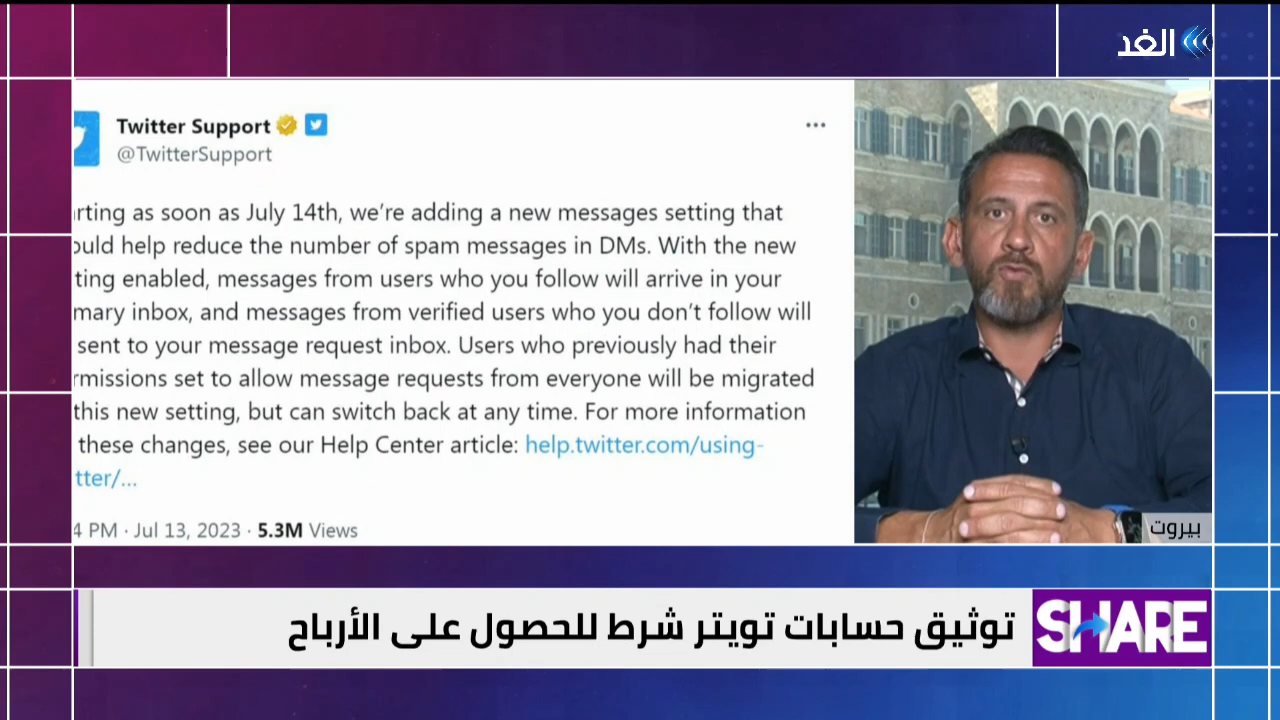 الغد
Twitter Support
@TwitterSupport
rting as soon as July 14th, we're adding a new messages setting that
ould help reduce the number of spam messages in DMs. With the new
ting enabled, messages from users who you follow will arrive in your
mary inbox, and messages from verified users who you don't follow will
sent to your message request inbox. Users who previously had their
rmissions set to allow message requests from everyone will be migrated
this new setting, but can switch back at any time. For more information
these changes, see our Help Center article: help.twitter.com/using-
tter/...
4 PM · Jul 13, 2023 · 5.3M Views
بيروت
توثيق حسابات تويتر شرط للحصول على الأرباح
SHARE